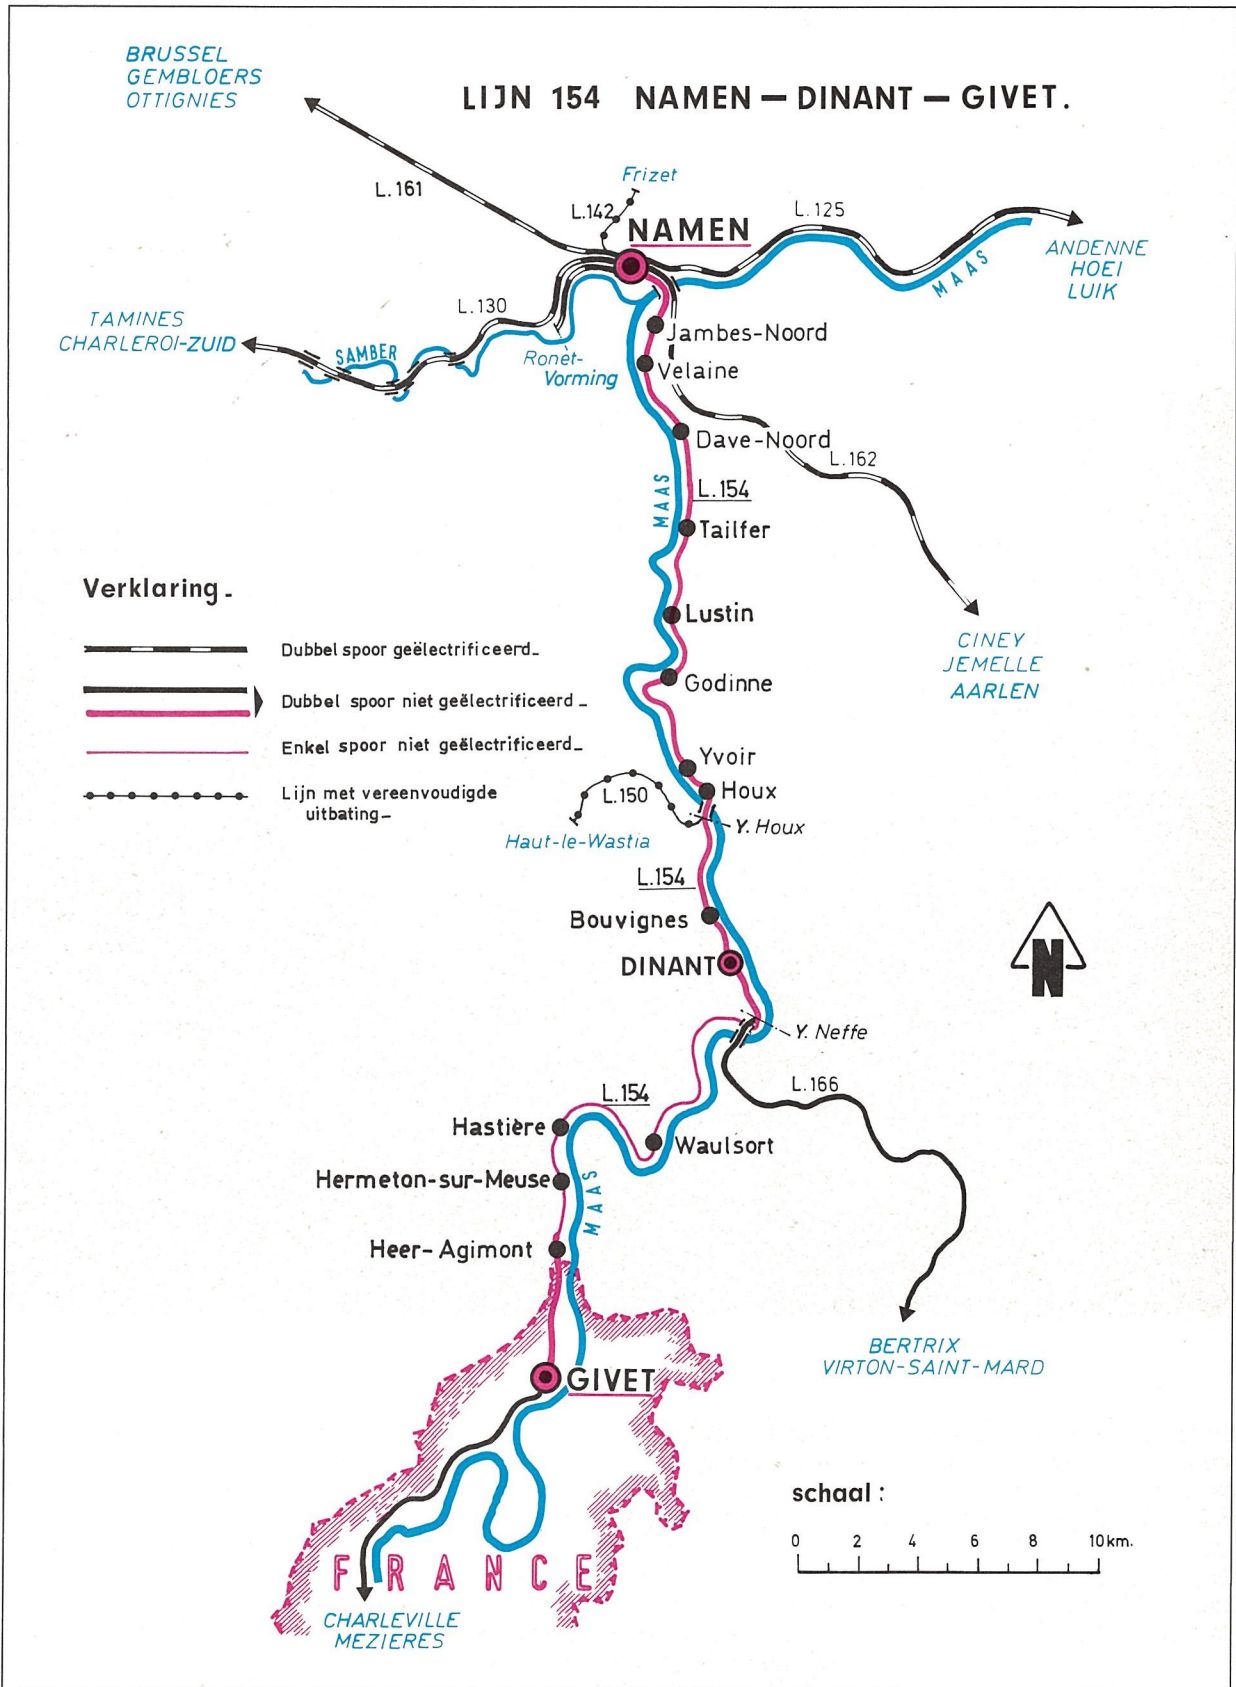 BRUSSEL
GEMBLOERS
OTTIGNIES
LIJN 154 NAMEN – DINANT – GIVET.
L.161
Frizet
L.142
NAMEN
L.125
MAAS
ANDENNE
HOEI
LUIK
TAMINES
CHARLEROI-ZUID
L.130
SAMBER
Ronet-
Vorming
Jambes-Noord
Velaine
Dave-Noord
L.162
MAAS
L.154
Tailfer
Verklaring-
Lustin
Dubbel spoor geëlectrificeerd-
CINEY
JEMELLE
AARLEN
Godinne
Dubbel spoor niet geëlectrificeerd-
Enkel spoor niet geëlectrificeerd-
Yvoir
Lijn met vereenvoudigde
uitbating-
L.150
Houx
Y. Houx
Haut-le-Wastia
L.154
Bouvignes
DINANT
N
Y. Neffe
L.166
L.154
Hastière
Waulsort
Hermeton-sur-Meuse
MAAS
Heer-Agimont
BERTRIX
VIRTON-SAINT-MARD
GIVET
schaal:
0 2 4 6 8 10 km.
FRANCE
CHARLEVILLE
MEZIERES